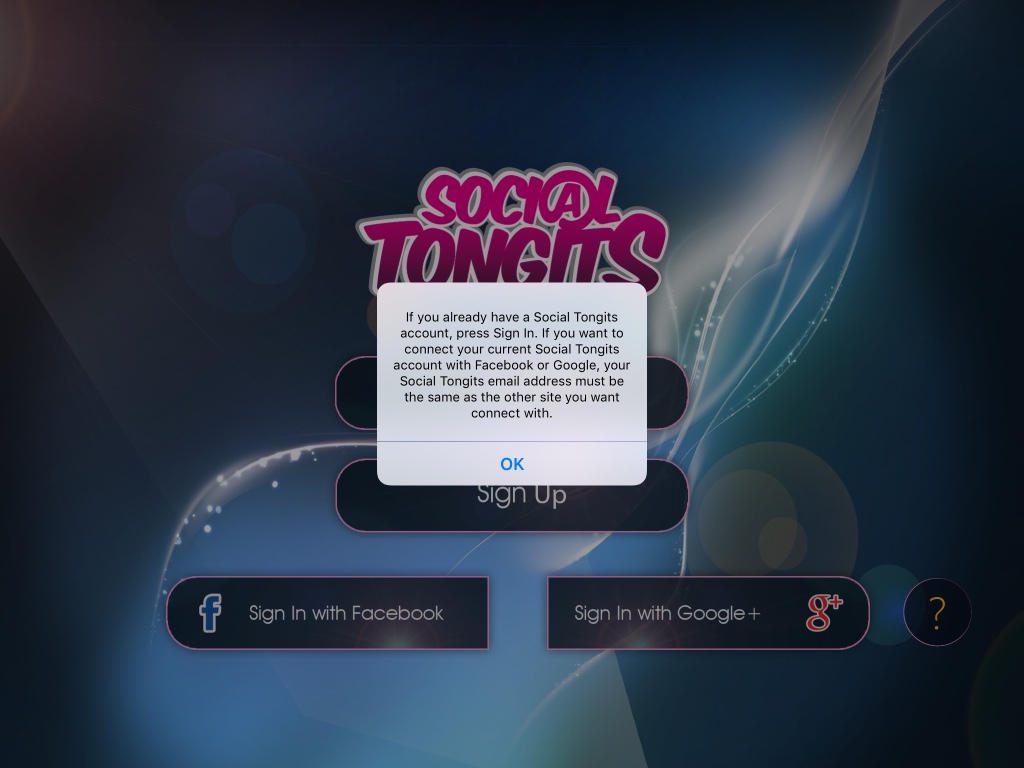 SOCI@L
TONGITS
If you already have a Social Tongits
account, press Sign In. If you want to
connect your current Social Tongits
account with Facebook or Google, your
Social Tongits email address must be
the same as the other site you want
connect with.
OK
Sign Up
f Sign In with Facebook
Sign In with Google+ g+
?